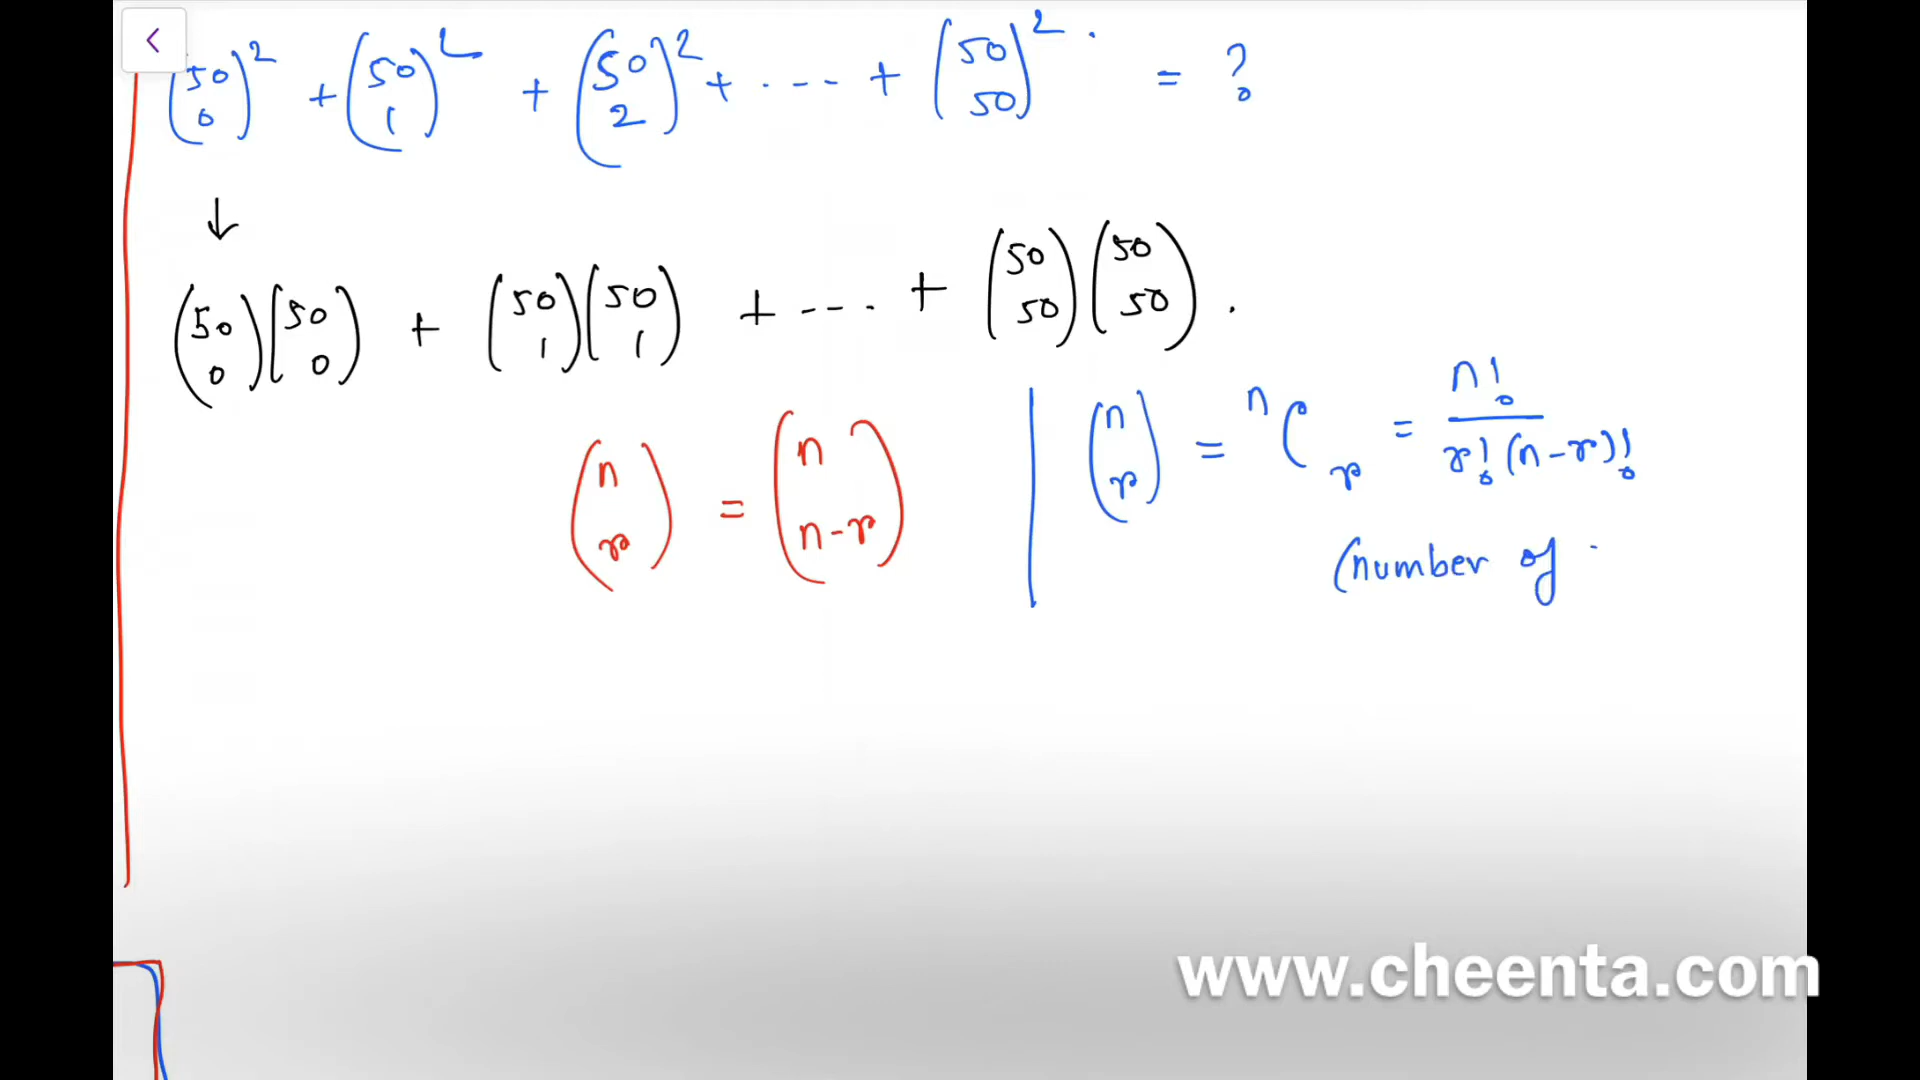 (50 0)² + (50 1)² + (50 2)² + ---- + (50 50)² . = ?
↓
(50 0)(50 0) + (50 1)(50 1) + ---- + (50 50)(50 50) .
(n r) = (n n-r)
(n r) = ⁿCᵣ = n! / r! (n-r)!
(number of
www.cheenta.com